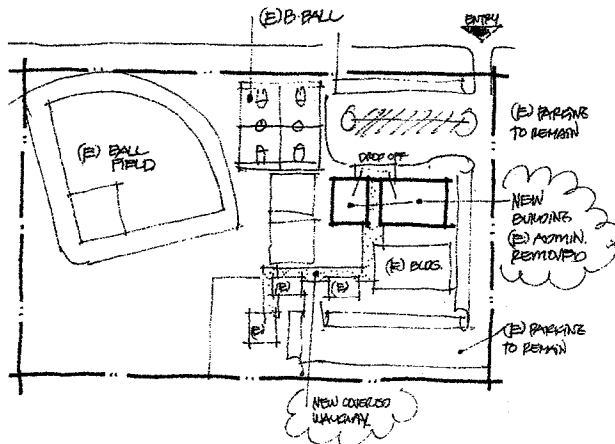 (E) B·BALL
ENTRY
(E) PARKING
TO REMAIN
(E) BALL
FIELD
DROP OFF
NEW
BUILDING
(E) ADMIN.
REMOVED
(E) BLDG.
(E)
(E)
(E)
(E) PARKING
TO REMAIN
NEW COVERED
WALKWAY